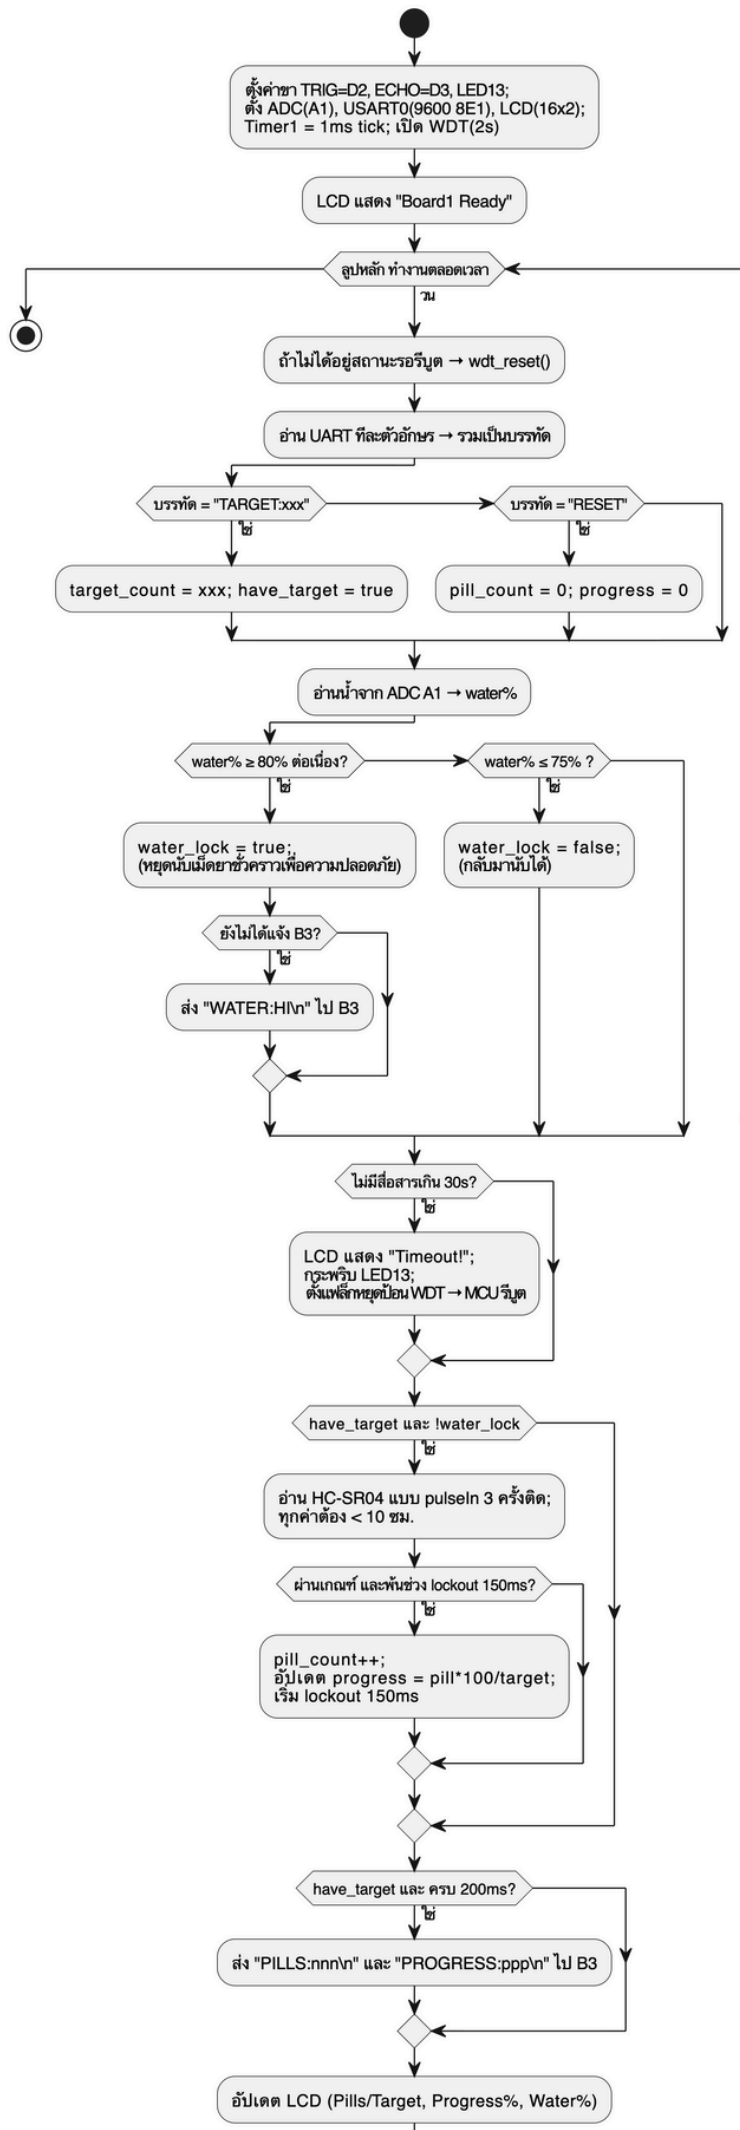 ตั้งค่าขา TRIG=D2, ECHO=D3, LED13;
ตั้ง ADC(A1), USART0(9600 8E1), LCD(16x2);
Timer1 = 1ms tick; เปิด WDT(2s)
LCD แสดง "Board1 Ready"
ลูปหลัก ทำงานตลอดเวลา
วน
ถ้าไม่ได้อยู่สถานะรอรีบูต → wdt_reset()
อ่าน UART ทีละตัวอักษร → รวมเป็นบรรทัด
บรรทัด = "TARGET:xxx"
ใช่
บรรทัด = "RESET"
ใช่
target_count = xxx; have_target = true
pill_count = 0; progress = 0
อ่านน้ำจาก ADC A1 → water%
water% ≥ 80% ต่อเนื่อง?
ใช่
water% ≤ 75% ?
ใช่
water_lock = true;
(หยุดนับเม็ดยาชั่วคราวเพื่อความปลอดภัย)
water_lock = false;
(กลับมานับได้)
ยังไม่ได้แจ้ง B3?
ใช่
ส่ง "WATER:HI\n" ไป B3
ไม่มีสื่อสารเกิน 30s?
ใช่
LCD แสดง "Timeout!";
กระพริบ LED13;
ตั้งแฟล็กหยุดป้อน WDT → MCU รีบูต
have_target และ !water_lock
ใช่
อ่าน HC-SR04 แบบ pulseIn 3 ครั้งติด;
ทุกค่าต้อง < 10 ซม.
ผ่านเกณฑ์ และพ้นช่วง lockout 150ms?
ใช่
pill_count++;
อัปเดต progress = pill*100/target;
เริ่ม lockout 150ms
have_target และ ครบ 200ms?
ใช่
ส่ง "PILLS:nnn\n" และ "PROGRESS:ppp\n" ไป B3
อัปเดต LCD (Pills/Target, Progress%, Water%)